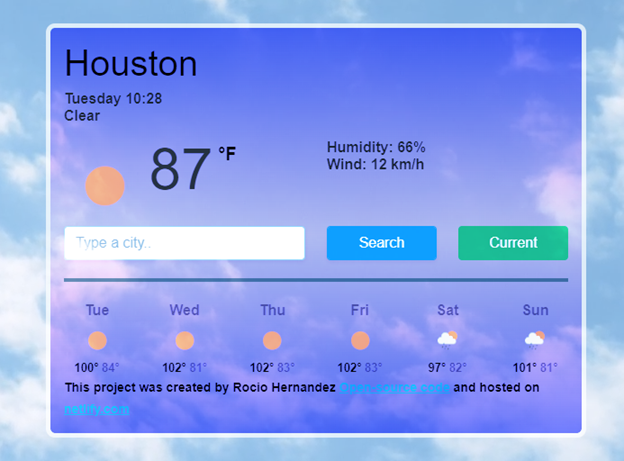 Houston
Tuesday 10:28
Clear
87 °F
Humidity: 66%
Wind: 12 km/h
Type a city..
Search
Current
Tue Wed Thu Fri Sat Sun
100° 84° 102° 81° 102° 83° 102° 83° 97° 82° 101° 81°
This project was created by Rocio Hernandez Open-source code and hosted on
netlify.com